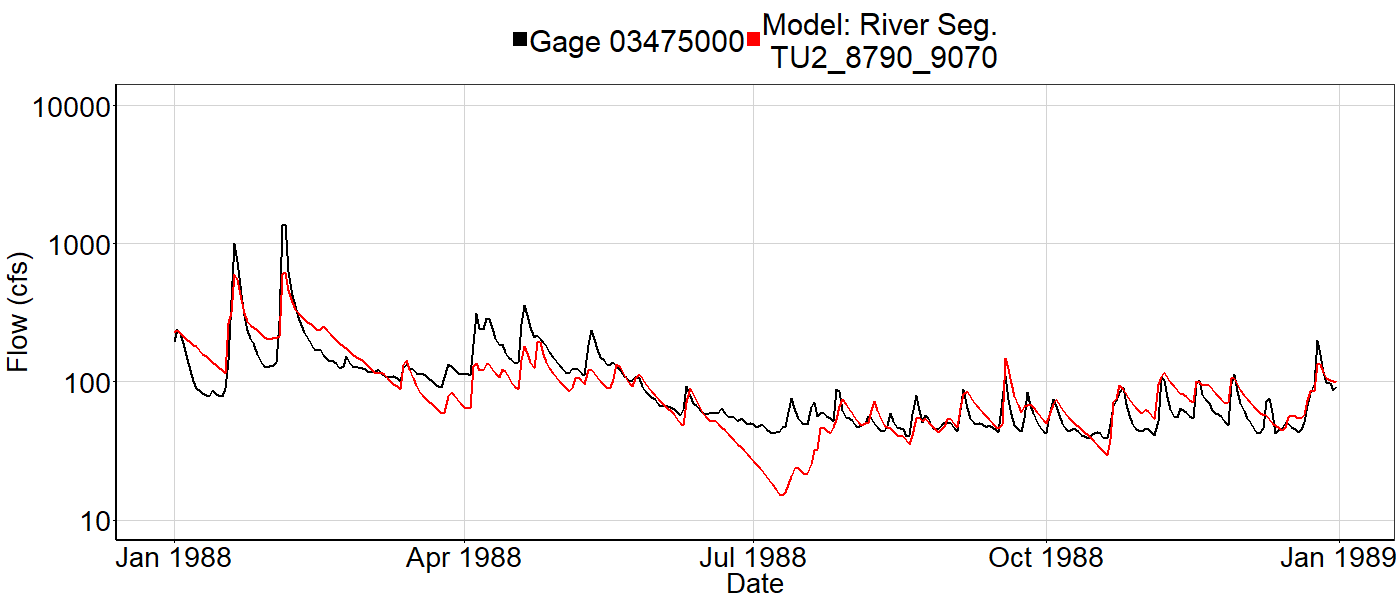 Gage 03475000
Model: River Seg.
TU2_8790_9070
10000
1000
100
10
Flow (cfs)
Jan 1988
Apr 1988
Jul 1988
Oct 1988
Jan 1989
Date